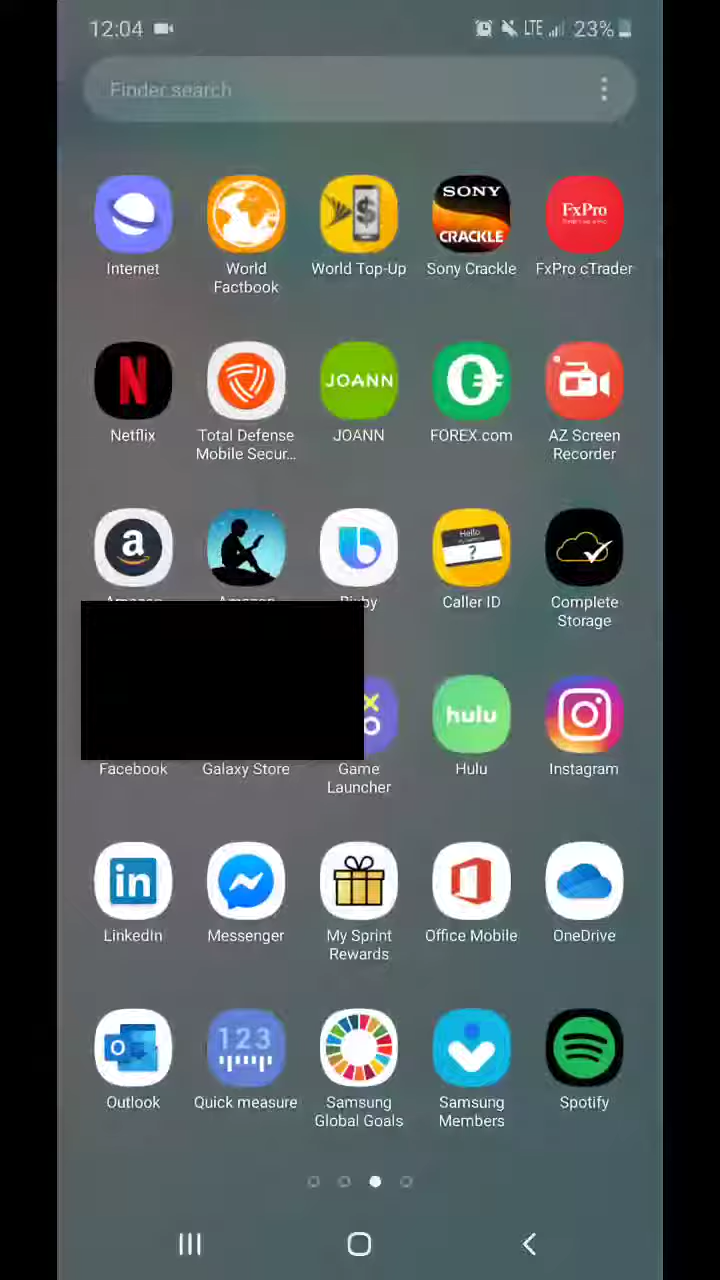 12:04
LTE 23%
Finder search
SONY
CRACKLE
FxPro
Internet
World
Factbook
World Top-Up
Sony Crackle
FxPro cTrader
JOANN
Netflix
Total Defense
Mobile Secur...
JOANN
FOREX.com
AZ Screen
Recorder
a
Hello
?
Caller ID
Complete
Storage
X
O
hulu
Facebook
Galaxy Store
Game
Launcher
Hulu
Instagram
in
LinkedIn
Messenger
My Sprint
Rewards
Office Mobile
OneDrive
O
123
Outlook
Quick measure
Samsung
Global Goals
Samsung
Members
Spotify